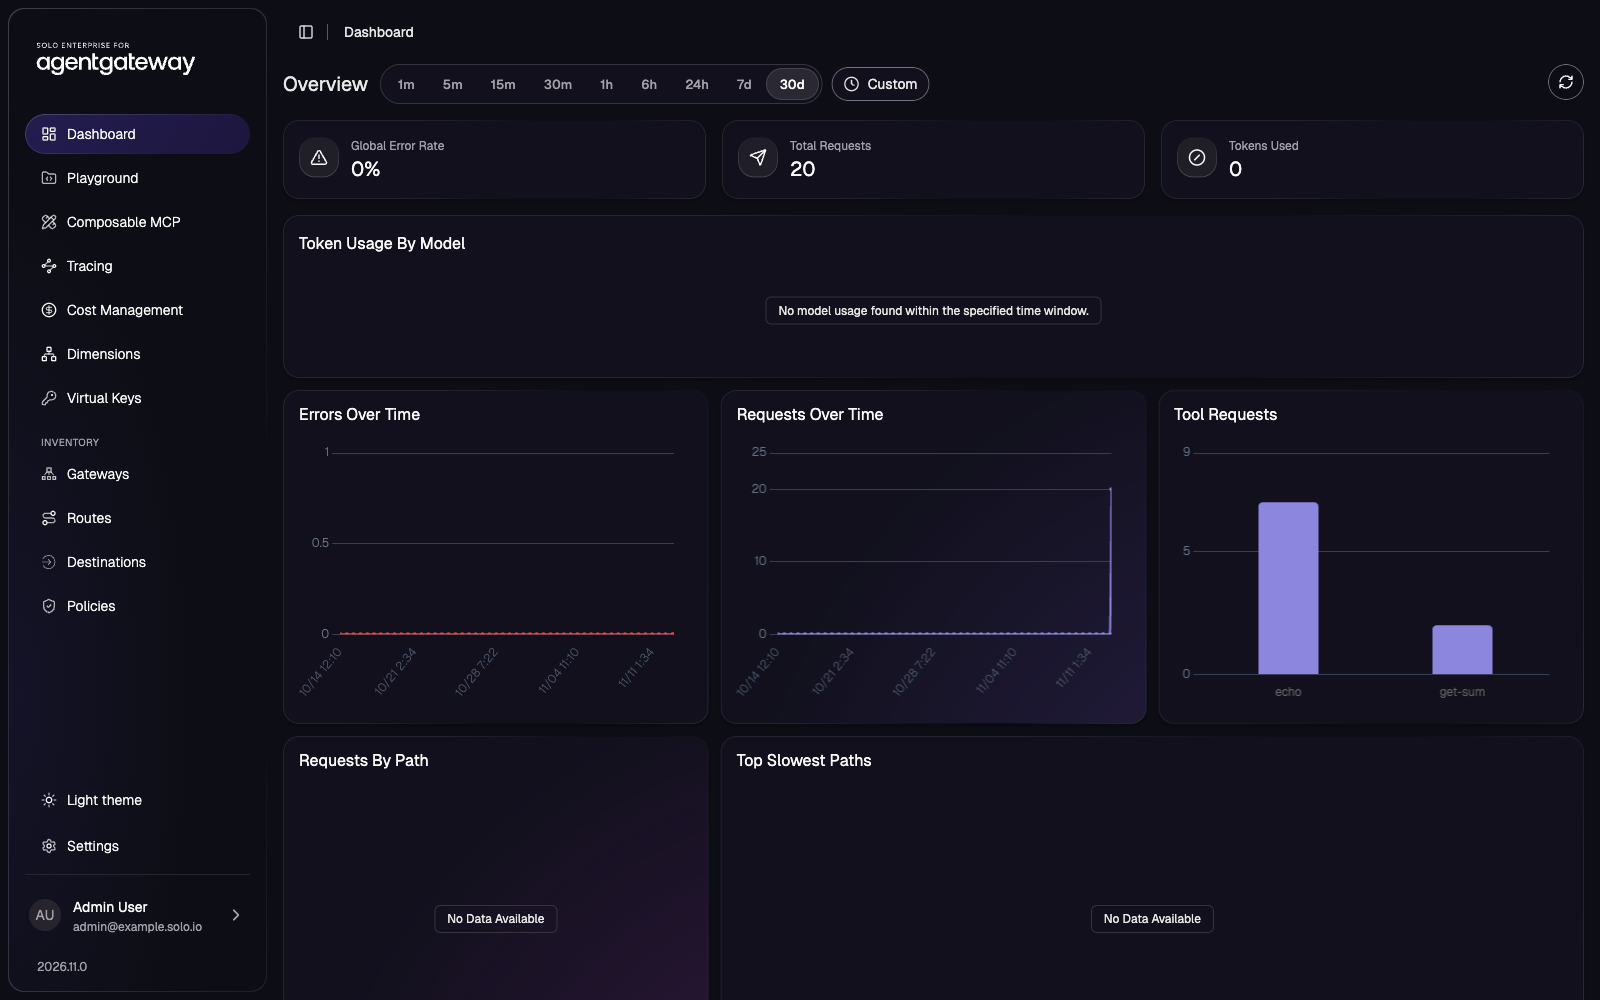 SOLO ENTERPRISE FOR
agentgateway
Dashboard
Playground
Composable MCP
Tracing
Cost Management
Dimensions
Virtual Keys
INVENTORY
Gateways
Routes
Destinations
Policies
Light theme
Settings
AU
Admin User
admin@example.solo.io
2026.11.0
Dashboard
Overview
1m 5m 15m 30m 1h 6h 24h 7d 30d
Custom
Global Error Rate
0%
Total Requests
20
Tokens Used
0
Token Usage By Model
No model usage found within the specified time window.
Errors Over Time
1
0.5
0
10/14 12:10 10/21 2:34 10/28 7:22 11/04 11:10 11/11 1:34
Requests Over Time
25
20
10
0
10/14 12:10 10/21 2:34 10/28 7:22 11/04 11:10 11/11 1:34
Tool Requests
9
5
0
echo get-sum
Requests By Path
No Data Available
Top Slowest Paths
No Data Available